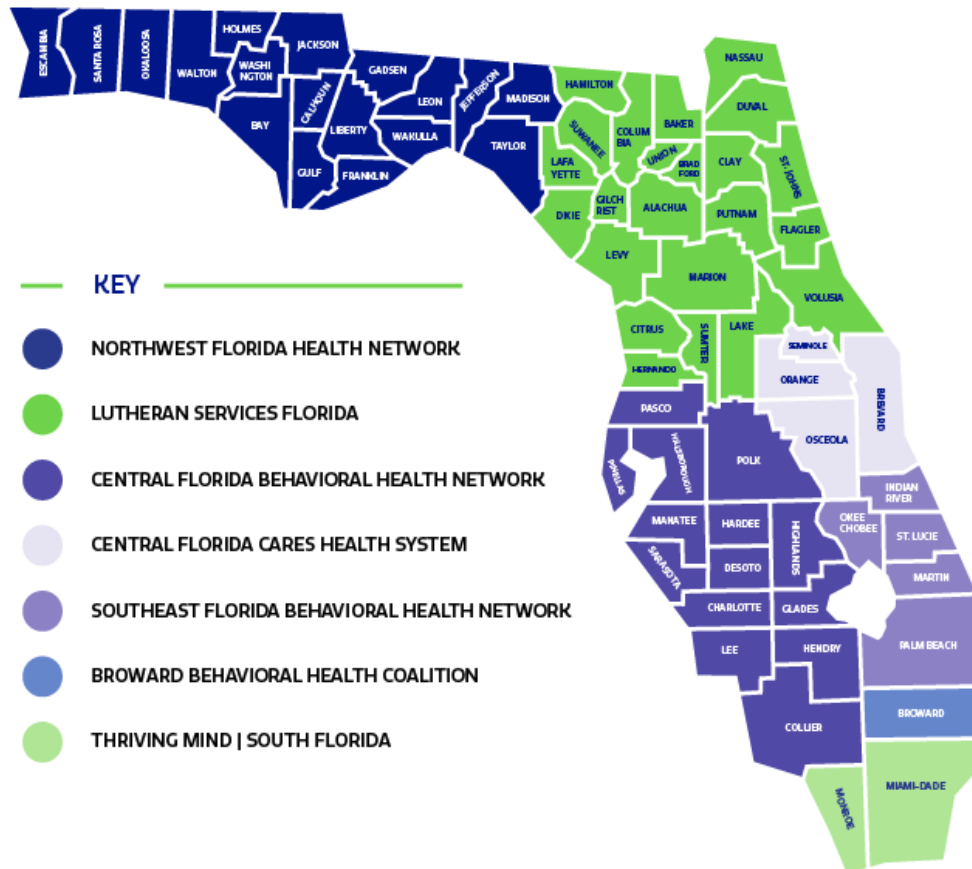 ESCAMBIA
SANTA ROSA
OKALOOSA
WALTON
HOLMES
WASHI
NGTON
JACKSON
BAY
CALHOUN
GULF
LIBERTY
GADSEN
FRANKLIN
LEON
WAKULLA
JEFFERSON
MADISON
TAYLOR
HAMILTON
SUWANEE
LAFA
YETTE
DIKIE
COLUM
BIA
GILCH
RIST
BAKER
UNION
BRAD
FORD
ALACHUA
LEVY
NASSAU
DUVAL
CLAY
ST. JOHNS
PUTNAM
FLAGLER
MARION
VOLUSIA
CITRUS
SUMTER
LAKE
HERNANDO
SEMINOLE
ORANGE
BREVARD
OSCEOLA
PASCO
PINELLAS
HILLSBOROUGH
POLK
INDIAN
RIVER
MANATEE
HARDEE
HIGHLANDS
OKEE
CHOBEE
ST. LUCIE
SARASOTA
DESOTO
MARTIN
CHARLOTTE
GLADES
LEE
HENDRY
PALM BEACH
COLLIER
BROWARD
MONROE
MIAMI-DADE
KEY
NORTHWEST FLORIDA HEALTH NETWORK
LUTHERAN SERVICES FLORIDA
CENTRAL FLORIDA BEHAVIORAL HEALTH NETWORK
CENTRAL FLORIDA CARES HEALTH SYSTEM
SOUTHEAST FLORIDA BEHAVIORAL HEALTH NETWORK
BROWARD BEHAVIORAL HEALTH COALITION
THRIVING MIND | SOUTH FLORIDA